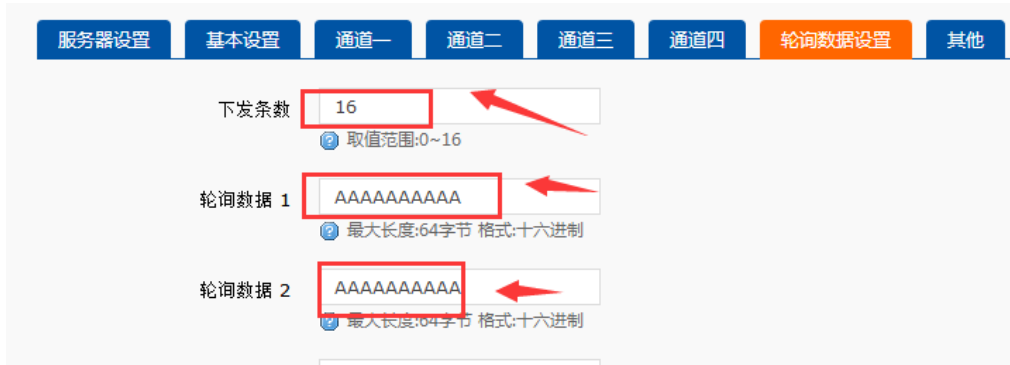 服务器设置 基本设置 通道一 通道二 通道三 通道四 轮询数据设置 其他
下发条数 16
取值范围:0~16
轮询数据 1 AAAAAAAAAA
最大长度:64字节 格式:十六进制
轮询数据 2 AAAAAAAAAA
最大长度:64字节 格式:十六进制